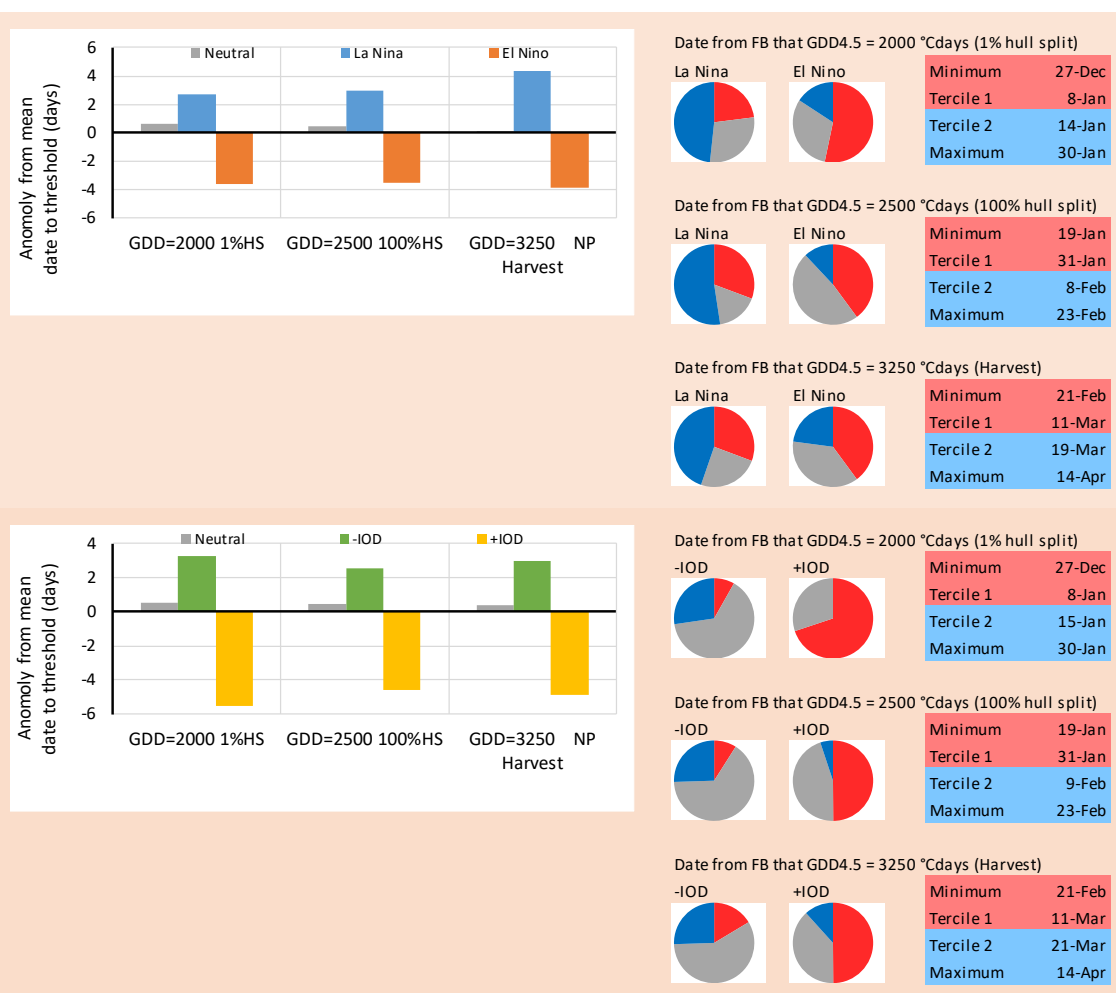 6
4
2
0
-2
-4
-6
Neutral
La Nina
El Nino
Anomoly from mean
date to threshold (days)
GDD=2000 1%HS
GDD=2500 100%HS
GDD=3250 NP
Harvest
Date from FB that GDD4.5 = 2000 °Cdays (1% hull split)
La Nina
El Nino
Minimum 27-Dec
Tercile 1 8-Jan
Tercile 2 14-Jan
Maximum 30-Jan
Date from FB that GDD4.5 = 2500 °Cdays (100% hull split)
La Nina
El Nino
Minimum 19-Jan
Tercile 1 31-Jan
Tercile 2 8-Feb
Maximum 23-Feb
Date from FB that GDD4.5 = 3250 °Cdays (Harvest)
La Nina
El Nino
Minimum 21-Feb
Tercile 1 11-Mar
Tercile 2 19-Mar
Maximum 14-Apr
4
2
0
-2
-4
-6
Neutral
-IOD
+IOD
Anomoly from mean
date to threshold (days)
GDD=2000 1%HS
GDD=2500 100%HS
GDD=3250 NP
Harvest
Date from FB that GDD4.5 = 2000 °Cdays (1% hull split)
-IOD
+IOD
Minimum 27-Dec
Tercile 1 8-Jan
Tercile 2 15-Jan
Maximum 30-Jan
Date from FB that GDD4.5 = 2500 °Cdays (100% hull split)
-IOD
+IOD
Minimum 19-Jan
Tercile 1 31-Jan
Tercile 2 9-Feb
Maximum 23-Feb
Date from FB that GDD4.5 = 3250 °Cdays (Harvest)
-IOD
+IOD
Minimum 21-Feb
Tercile 1 11-Mar
Tercile 2 21-Mar
Maximum 14-Apr